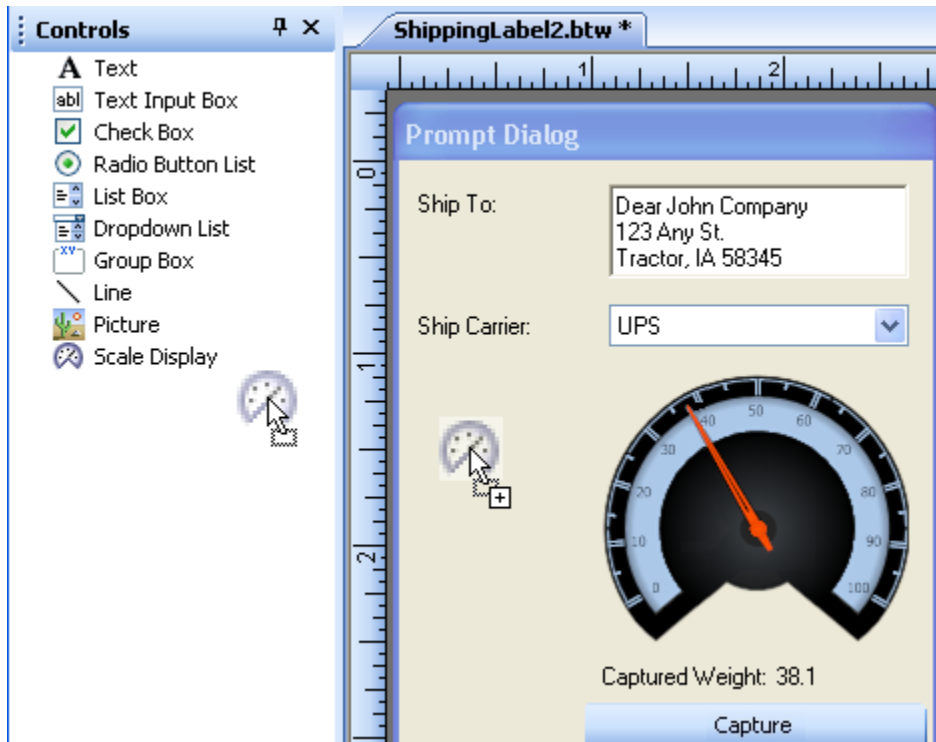 Controls
A Text
abl Text Input Box
Check Box
Radio Button List
List Box
Dropdown List
XY Group Box
Line
Picture
Scale Display
ShippingLabel2.btw *
1 2
0
1
2
Prompt Dialog
Ship To:
Dear John Company
123 Any St.
Tractor, IA 58345
Ship Carrier:
UPS
0 10 20 30 40 50 60 70 80 90 100
Captured Weight: 38.1
Capture